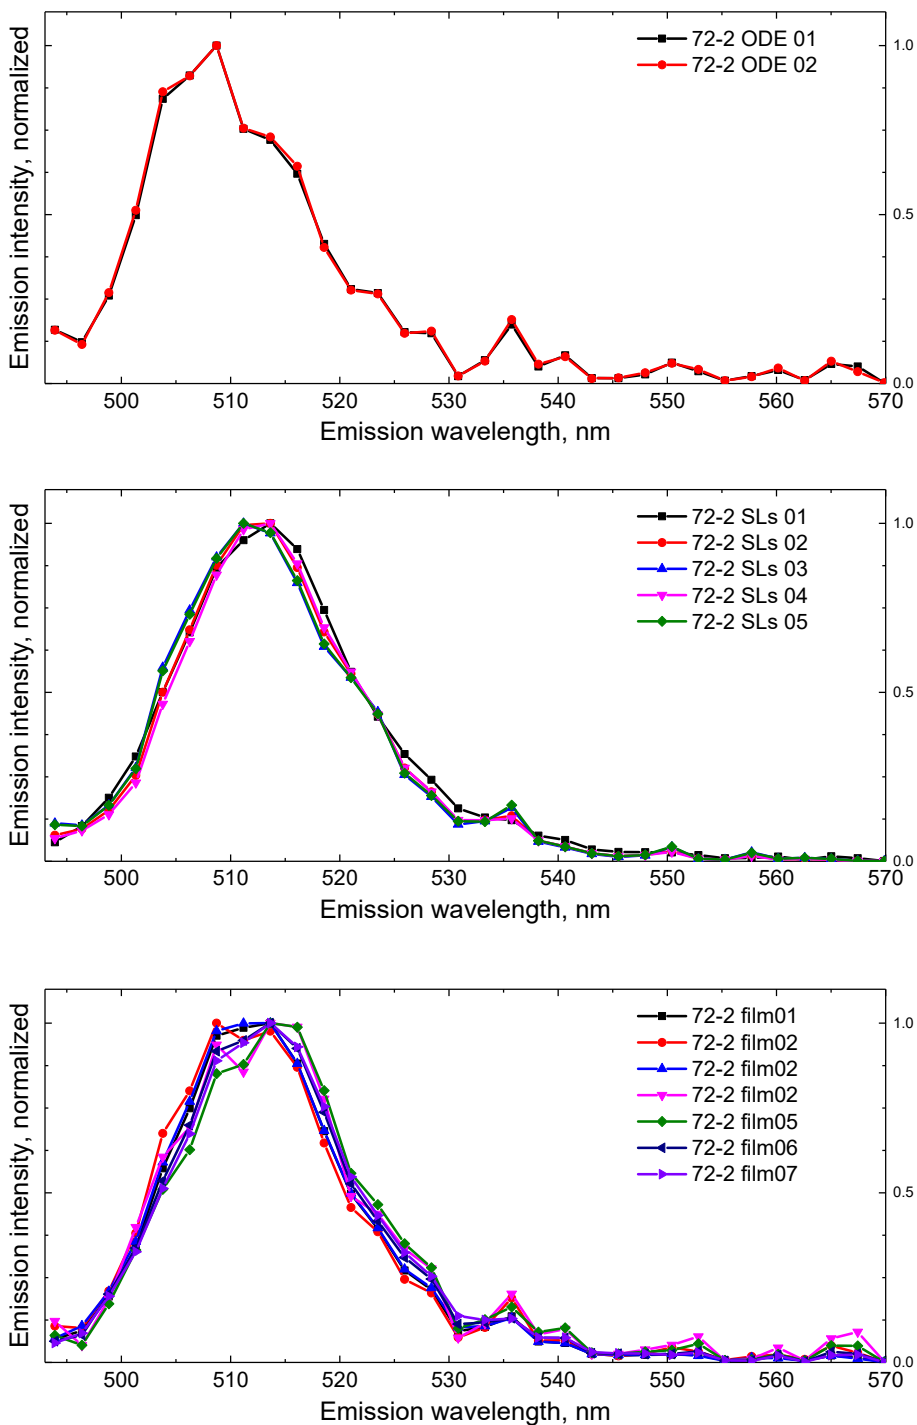 Emission intensity, normalized
72-2 ODE 01
72-2 ODE 02
1.0
0.5
0.0
500 510 520 530 540 550 560 570
Emission wavelength, nm
Emission intensity, normalized
72-2 SLs 01
72-2 SLs 02
72-2 SLs 03
72-2 SLs 04
72-2 SLs 05
1.0
0.5
0.0
500 510 520 530 540 550 560 570
Emission wavelength, nm
Emission intensity, normalized
72-2 film01
72-2 film02
72-2 film02
72-2 film02
72-2 film05
72-2 film06
72-2 film07
1.0
0.5
0.0
500 510 520 530 540 550 560 570
Emission wavelength, nm